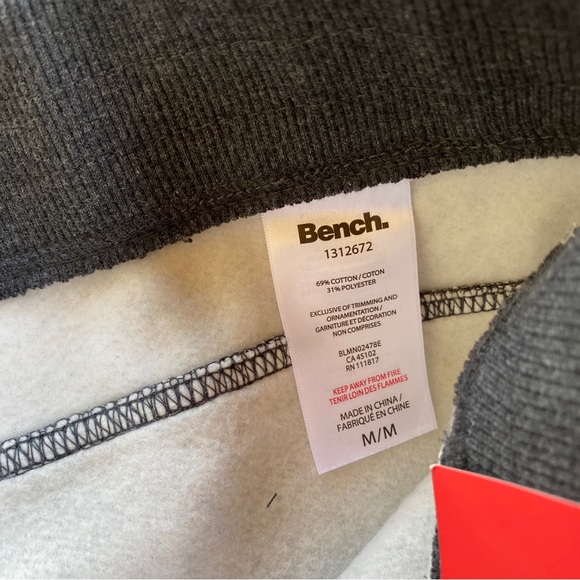 Bench.
1312672
69% COTTON / COTON
31% POLYESTER
EXCLUSIVE OF TRIMMING AND
ORNAMENTATION/
GARNITURE ET DÉCORATION
NON COMPRISES
BLMN02478E
CA 45102
RN 111817
KEEP AWAY FROM FIRE
TENIR LOIN DES FLAMMES
MADE IN CHINA /
FABRIQUÉ EN CHINE
M/M